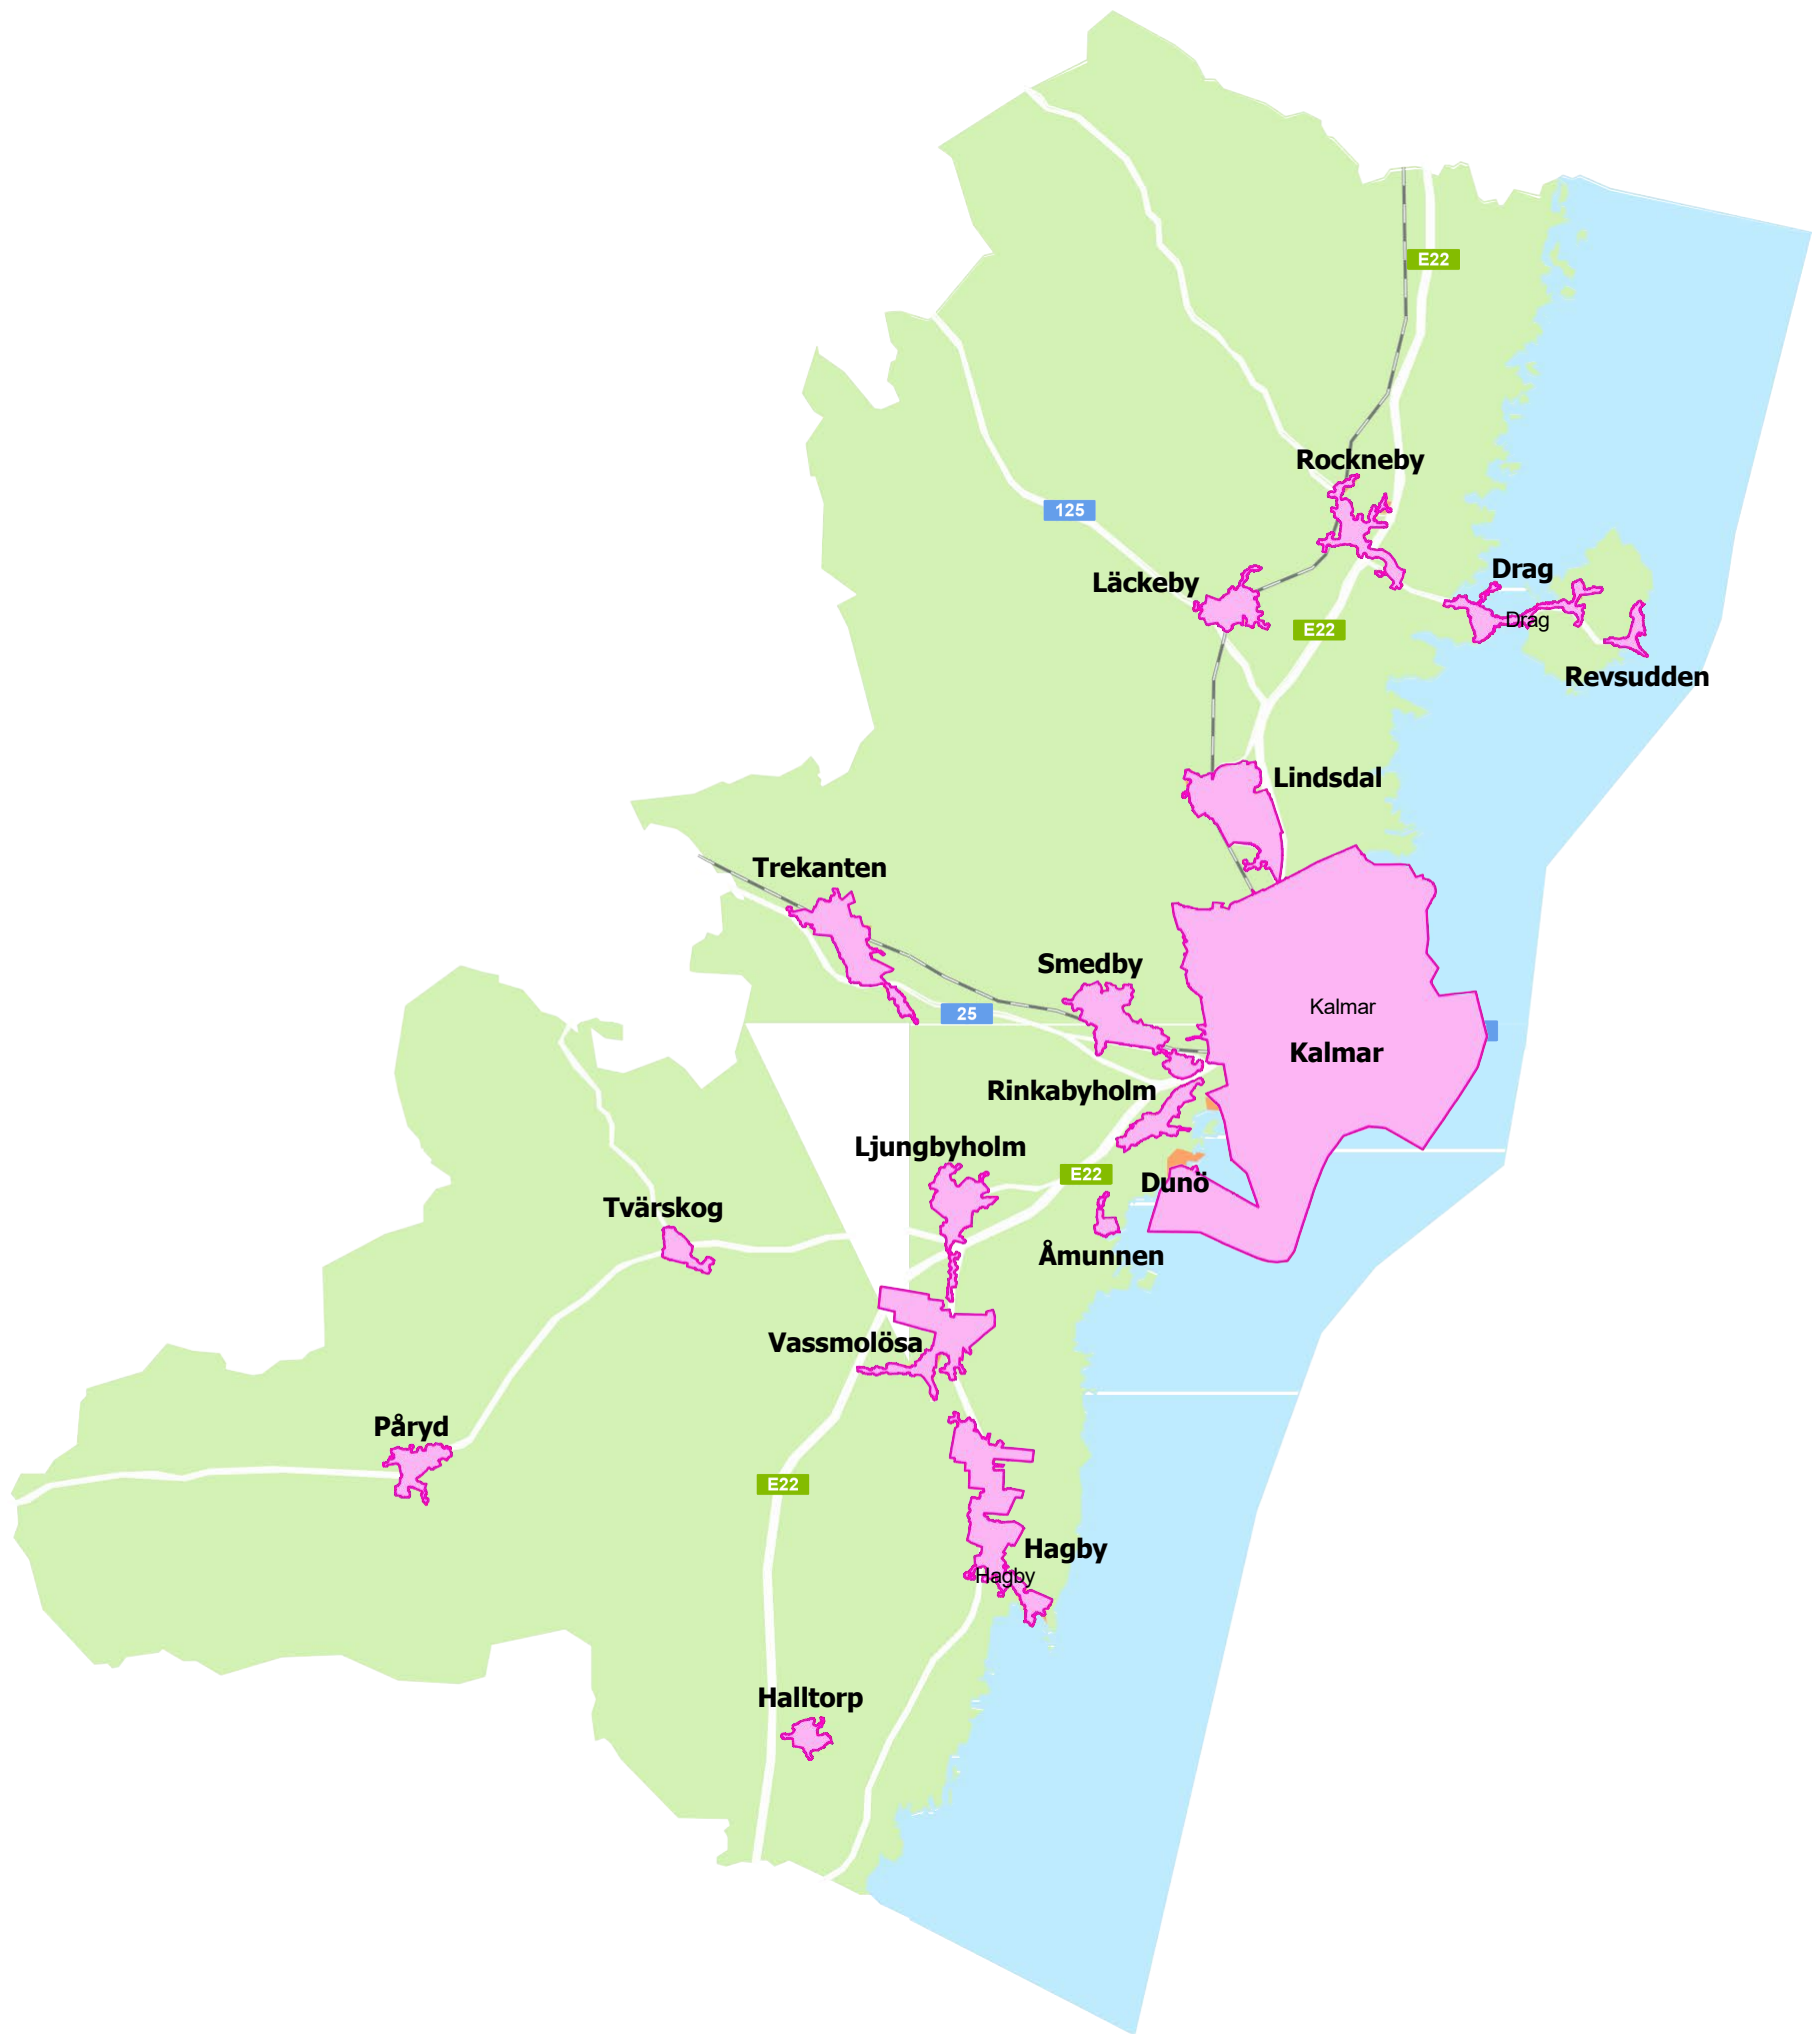 E22
Rockneby
125
Drag
Läckeby
Drag
E22
Revsudden
Lindsdal
Trekanten
Smedby
Kalmar
25
Kalmar
Rinkabyholm
Ljungbyholm
E22
Dunö
Tvärskog
Åmunnen
Vassmolösa
Påryd
E22
Hagby
Hagby
Halltorp